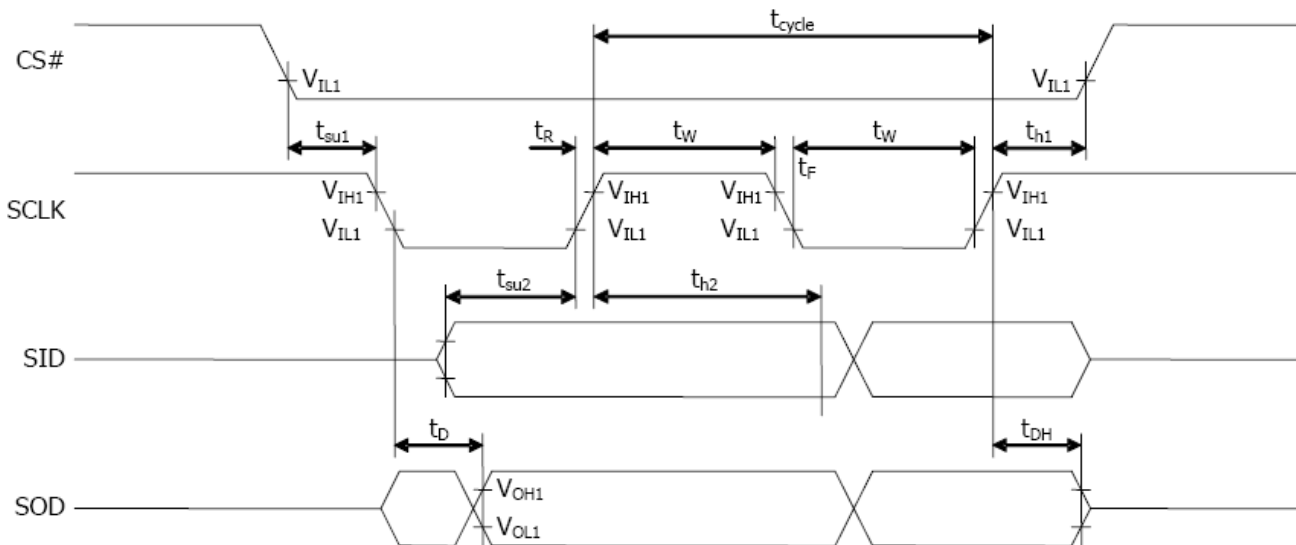 t_cycle
CS#
V_IL1 V_IL1
t_su1 t_R t_W t_W t_h1
t_F
SCLK
V_IH1 V_IH1 V_IH1 V_IH1
V_IL1 V_IL1 V_IL1 V_IL1
t_su2 t_h2
SID
t_D t_DH
V_OH1
SOD
V_OL1